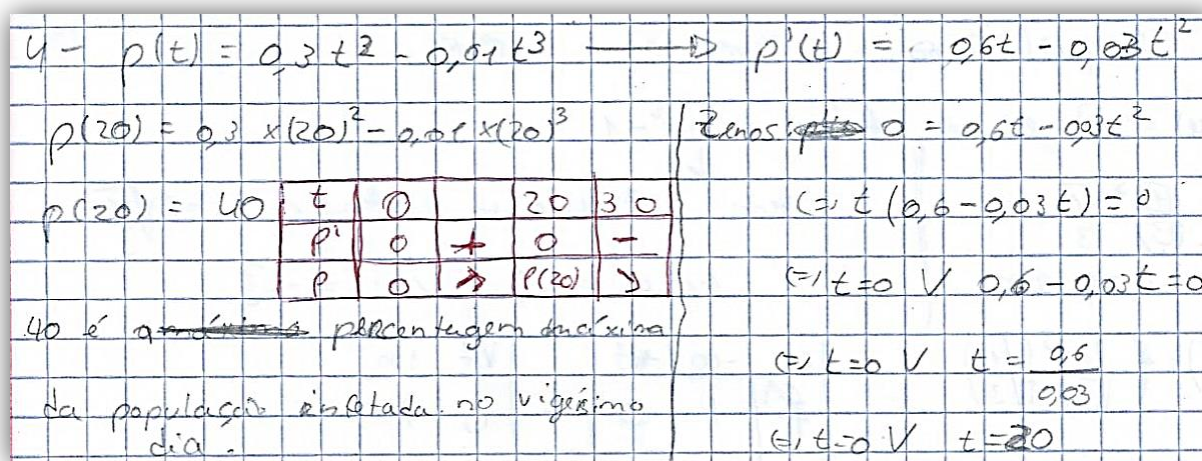 4 - p(t) = 0,3 t² - 0,01 t³ ⟶ p'(t) = 0,6t - 0,03 t²
p(20) = 0,3 × (20)² - 0,01 × (20)³
p(20) = 40
t 0 20 30
p' 0 + 0 -
p 0 ↗ p(20) ↘
40 é a percentagem máxima
da população infetada no vigésimo
dia.
Zeros: 0 = 0,6t - 0,03t²
(=) t (0,6 - 0,03t) = 0
(=) t=0 V 0,6 - 0,03t = 0
(=) t=0 V t = 0,6/0,03
(=) t=0 V t=20